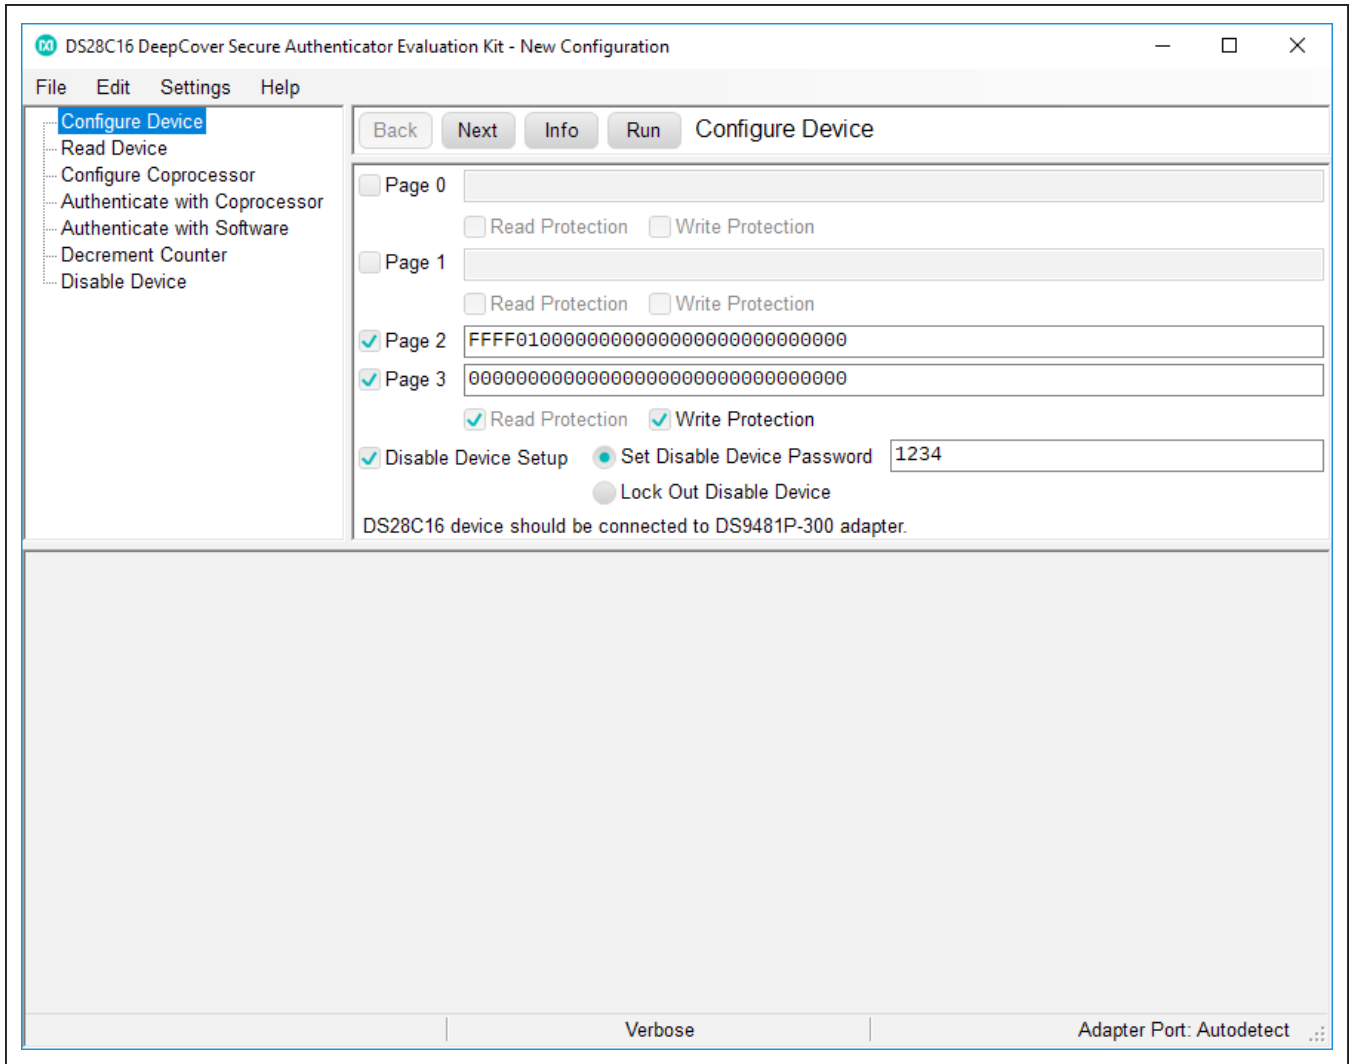 DS28C16 DeepCover Secure Authenticator Evaluation Kit - New Configuration
File Edit Settings Help
Configure Device
Read Device
Configure Coprocessor
Authenticate with Coprocessor
Authenticate with Software
Decrement Counter
Disable Device
Back Next Info Run Configure Device
Page 0
Read Protection Write Protection
Page 1
Read Protection Write Protection
Page 2 FFFF0100000000000000000000000000
Page 3 00000000000000000000000000000000
Read Protection Write Protection
Disable Device Setup Set Disable Device Password 1234
Lock Out Disable Device
DS28C16 device should be connected to DS9481P-300 adapter.
Verbose Adapter Port: Autodetect